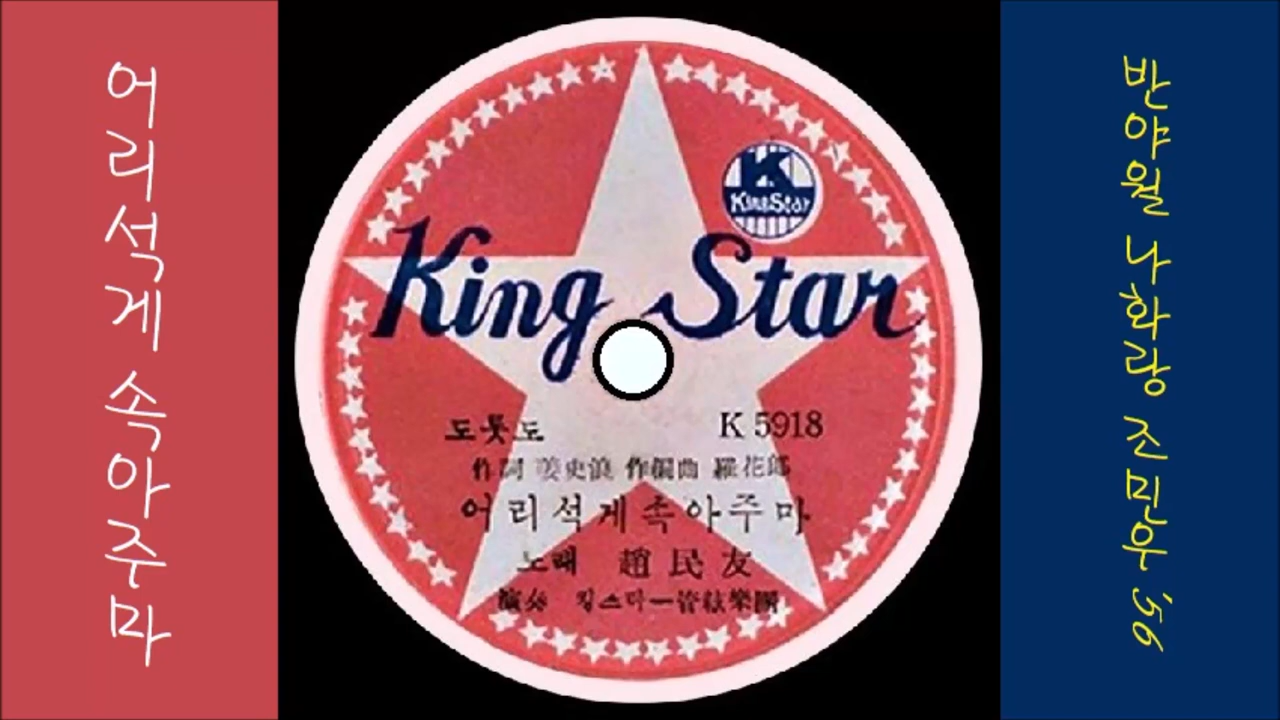 어리석게 속아주마
K
KingStar
King Star
도롯도 K 5918
作詞 姜史浪 作編曲 羅花郎
어리석게속아주마
노래 趙民友
演奏 킹스타ー管絃樂團
반야월 나화랑 조민우 '56